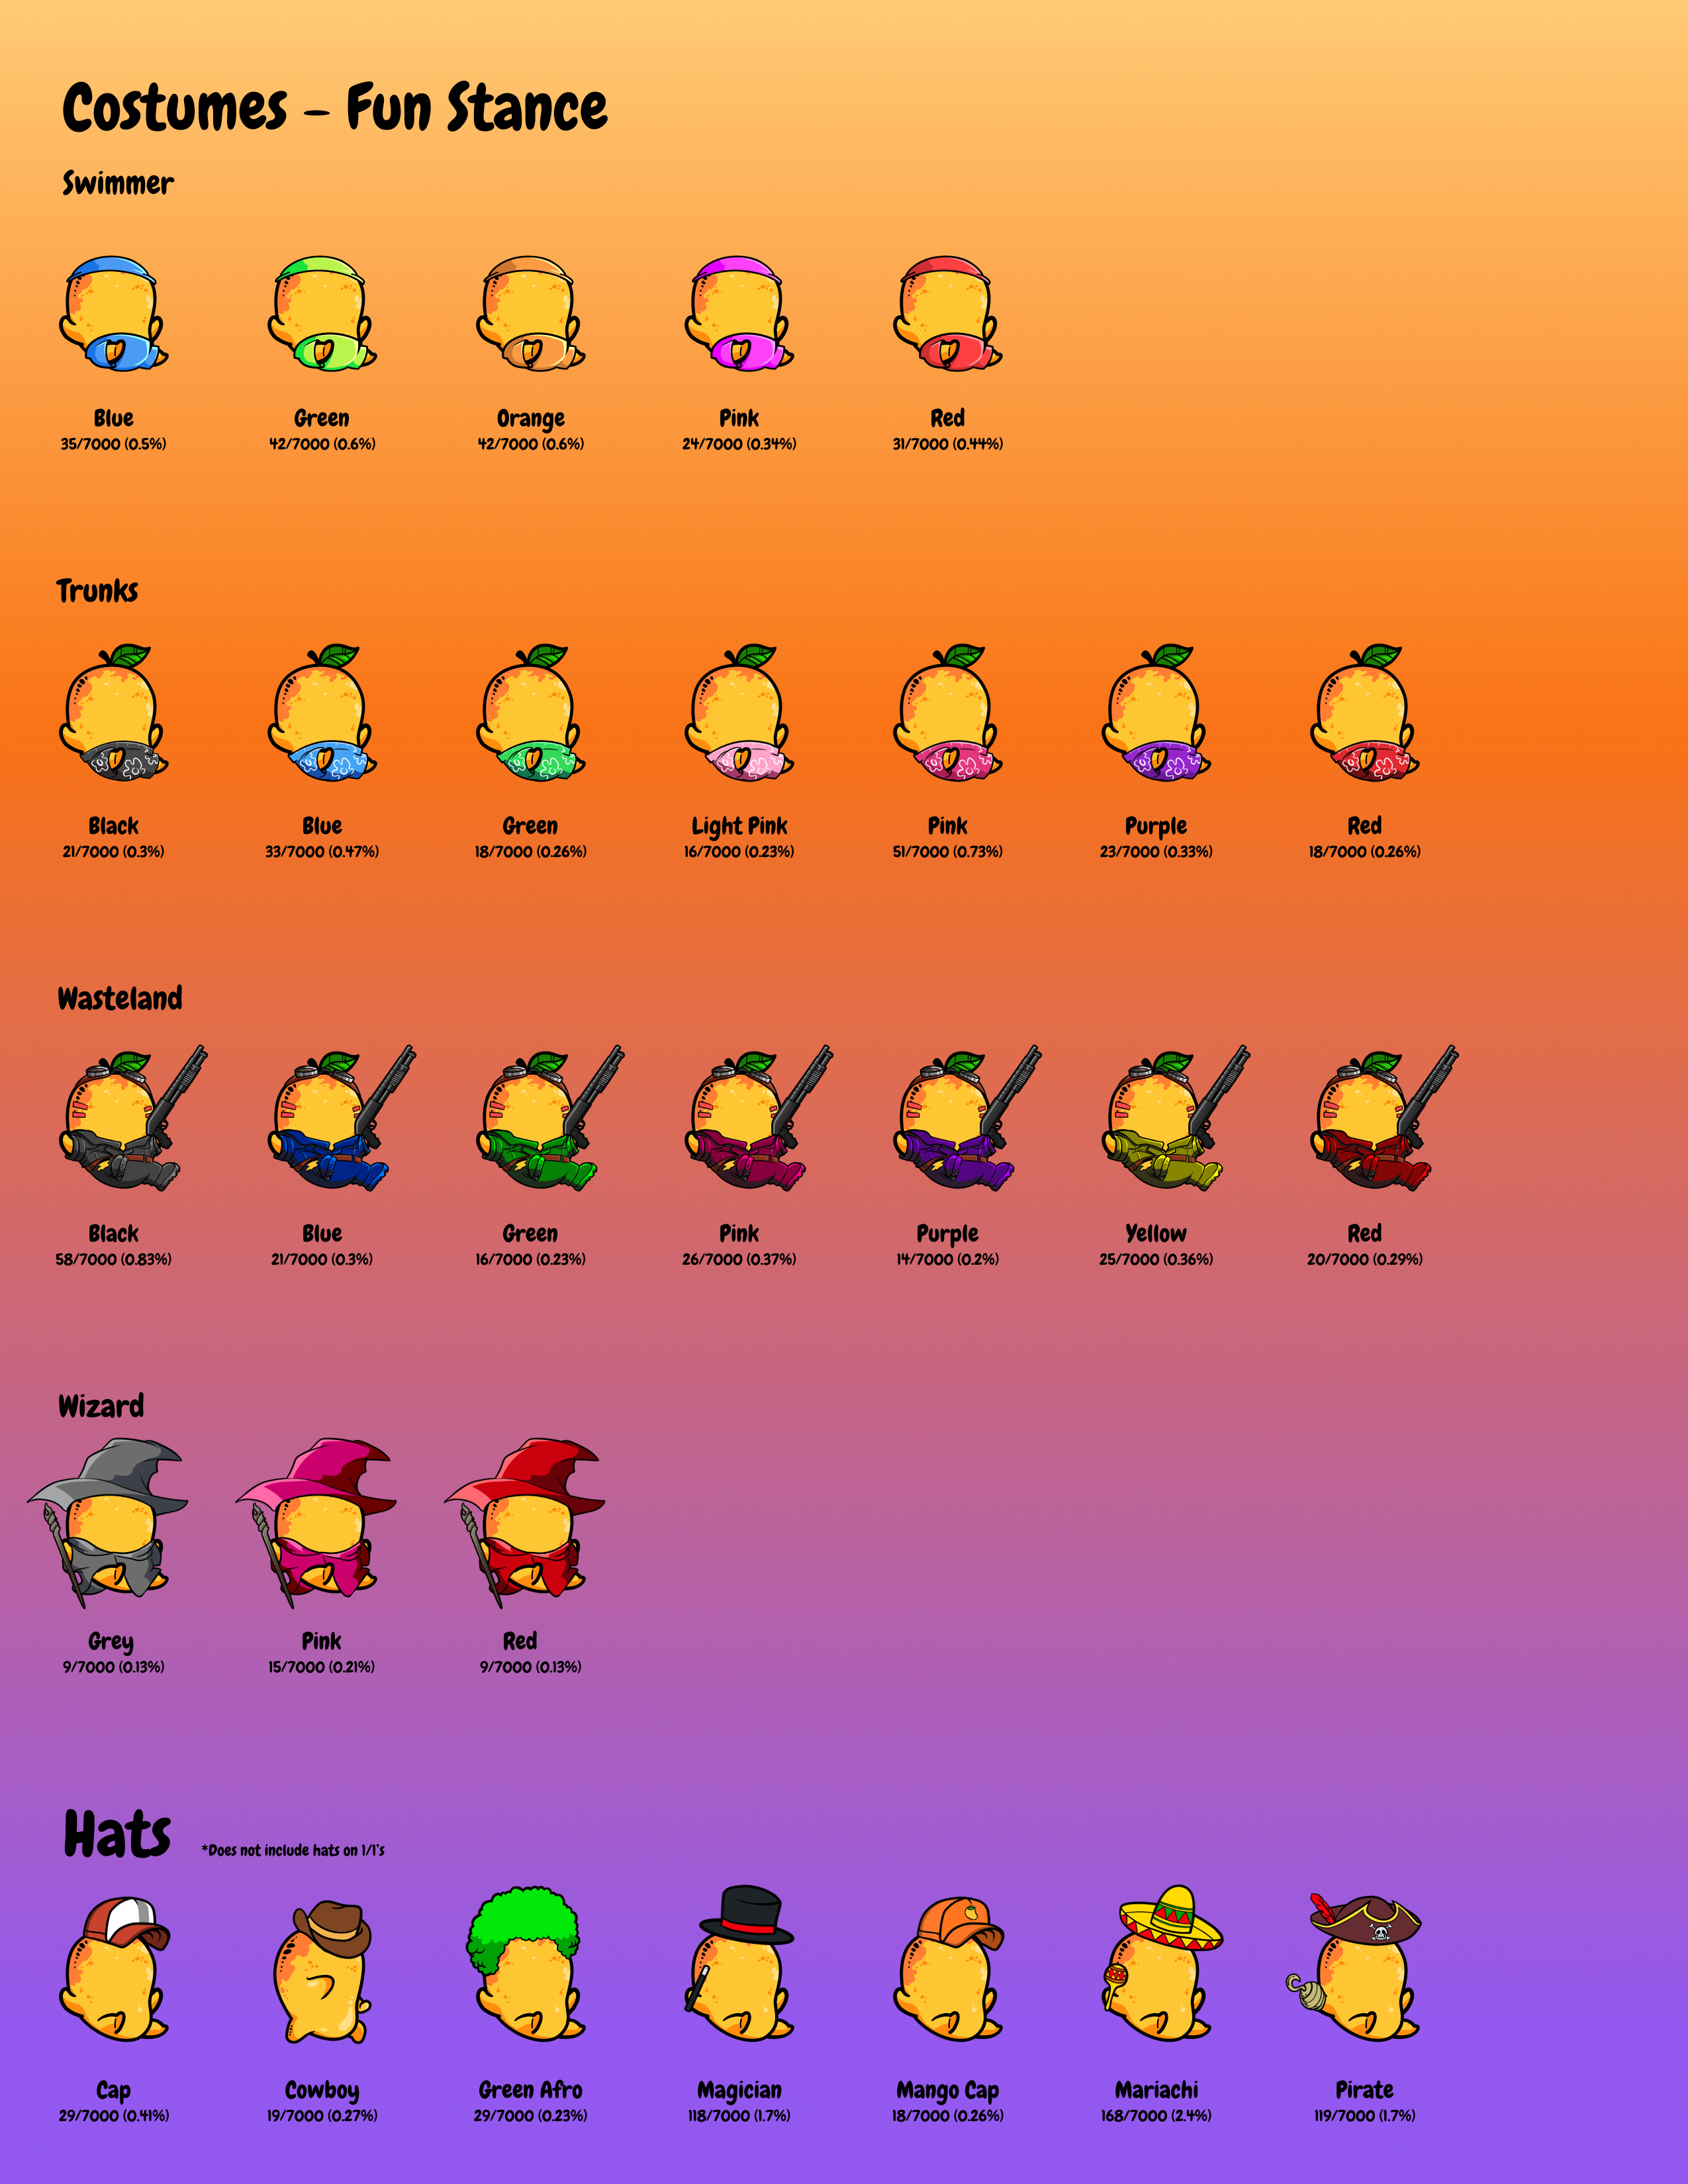 Costumes - Fun Stance
Swimmer
Blue Green Orange Pink Red
35/7000 (0.5%) 42/7000 (0.6%) 42/7000 (0.6%) 24/7000 (0.34%) 31/7000 (0.44%)
Trunks
Black Blue Green Light Pink Pink Purple Red
21/7000 (0.3%) 33/7000 (0.47%) 18/7000 (0.26%) 16/7000 (0.23%) 51/7000 (0.73%) 23/7000 (0.33%) 18/7000 (0.26%)
Wasteland
Black Blue Green Pink Purple Yellow Red
58/7000 (0.83%) 21/7000 (0.3%) 16/7000 (0.23%) 26/7000 (0.37%) 14/7000 (0.2%) 25/7000 (0.36%) 20/7000 (0.29%)
Wizard
Grey Pink Red
9/7000 (0.13%) 15/7000 (0.21%) 9/7000 (0.13%)
Hats *Does not include hats on 1/1's
Cap Cowboy Green Afro Magician Mango Cap Mariachi Pirate
29/7000 (0.41%) 19/7000 (0.27%) 29/7000 (0.23%) 118/7000 (1.7%) 18/7000 (0.26%) 168/7000 (2.4%) 119/7000 (1.7%)